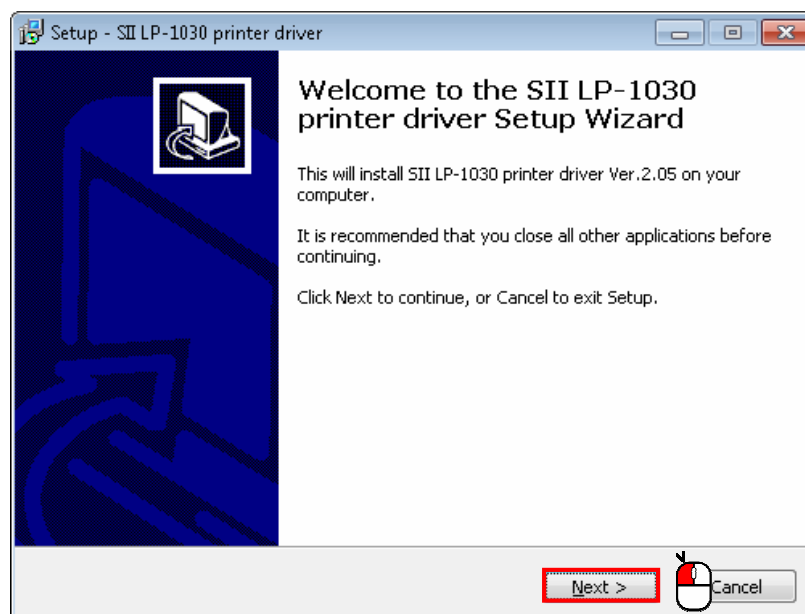 Setup - SII LP-1030 printer driver
Welcome to the SII LP-1030
printer driver Setup Wizard
This will install SII LP-1030 printer driver Ver.2.05 on your
computer.
It is recommended that you close all other applications before
continuing.
Click Next to continue, or Cancel to exit Setup.
Next >
Cancel